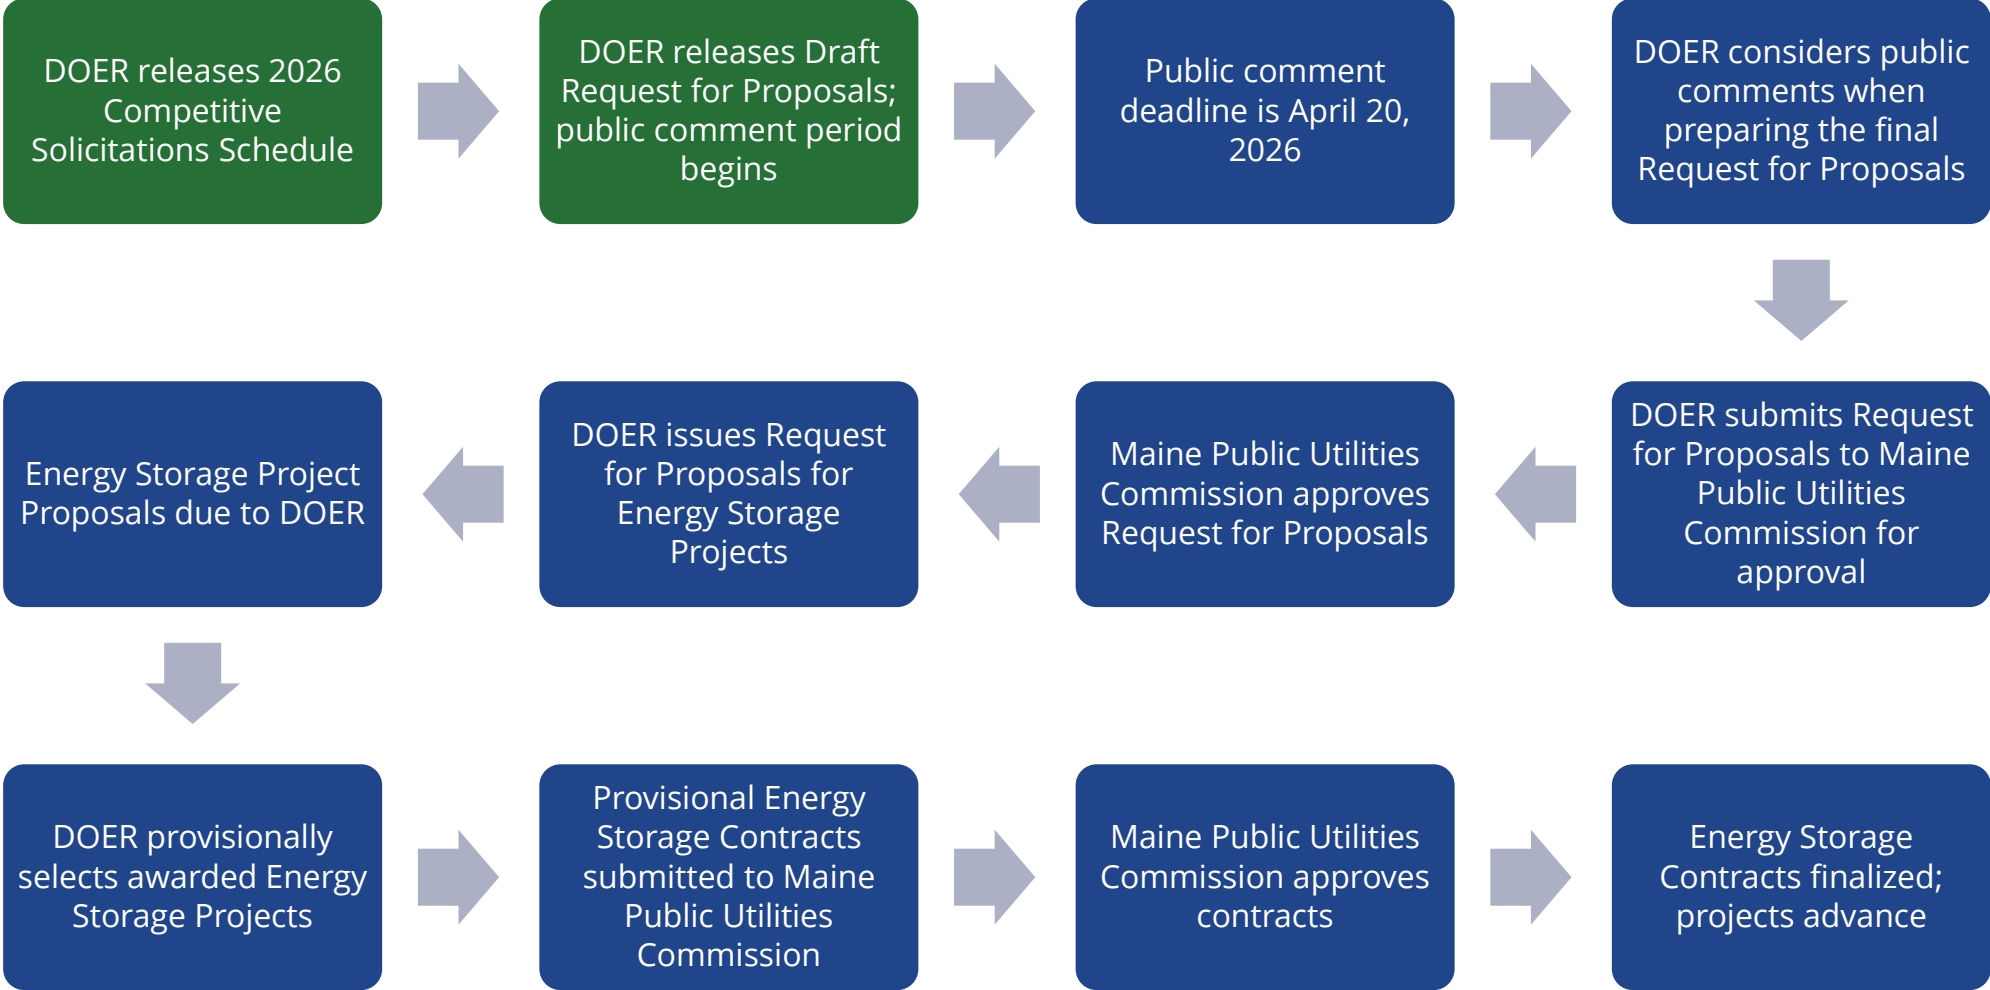 DOER releases 2026
Competitive
Solicitations Schedule
DOER releases Draft
Request for Proposals;
public comment period
begins
Public comment
deadline is April 20,
2026
DOER considers public
comments when
preparing the final
Request for Proposals
DOER submits Request
for Proposals to Maine
Public Utilities
Commission for
approval
Maine Public Utilities
Commission approves
Request for Proposals
DOER issues Request
for Proposals for
Energy Storage
Projects
Energy Storage Project
Proposals due to DOER
DOER provisionally
selects awarded Energy
Storage Projects
Provisional Energy
Storage Contracts
submitted to Maine
Public Utilities
Commission
Maine Public Utilities
Commission approves
contracts
Energy Storage
Contracts finalized;
projects advance